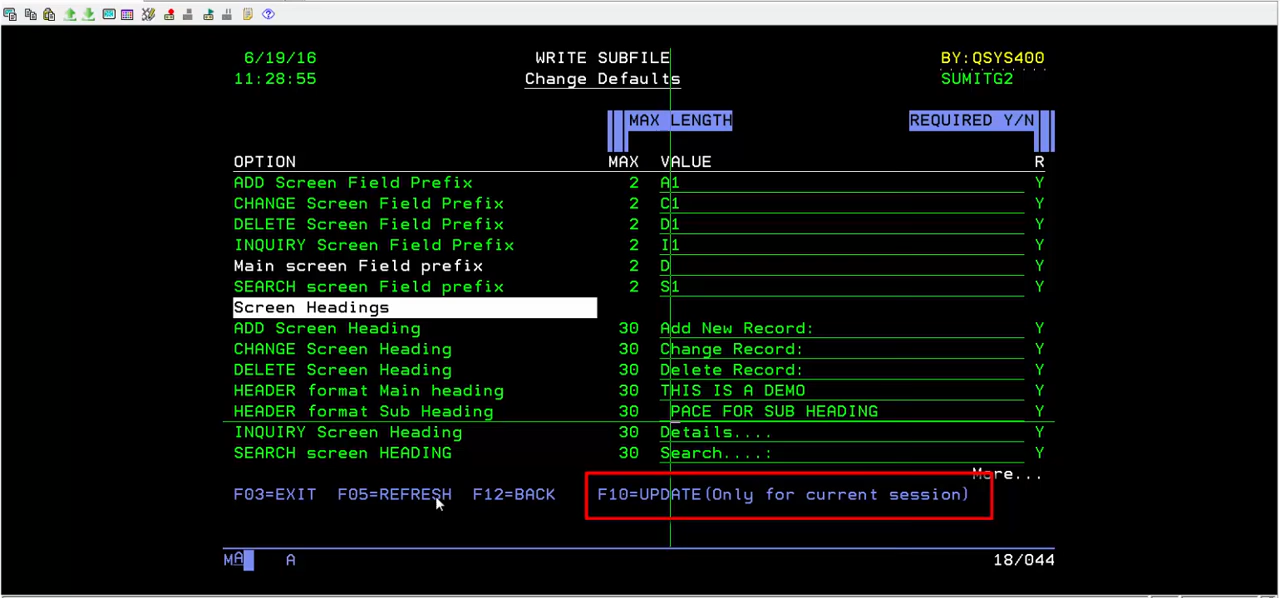 6/19/16 WRITE SUBFILE BY:QSYS400
11:28:55 Change Defaults SUMITG2
MAX LENGTH REQUIRED Y/N
OPTION MAX VALUE R
ADD Screen Field Prefix 2 A1 Y
CHANGE Screen Field Prefix 2 C1 Y
DELETE Screen Field Prefix 2 D1 Y
INQUIRY Screen Field Prefix 2 I1 Y
Main screen Field prefix 2 D Y
SEARCH screen Field prefix 2 S1 Y
Screen Headings
ADD Screen Heading 30 Add New Record: Y
CHANGE Screen Heading 30 Change Record: Y
DELETE Screen Heading 30 Delete Record: Y
HEADER format Main heading 30 THIS IS A DEMO Y
HEADER format Sub Heading 30 PACE FOR SUB HEADING Y
INQUIRY Screen Heading 30 Details.... Y
SEARCH screen HEADING 30 Search....: Y
More...
F03=EXIT F05=REFRESH F12=BACK F10=UPDATE(Only for current session)
MA A 18/044